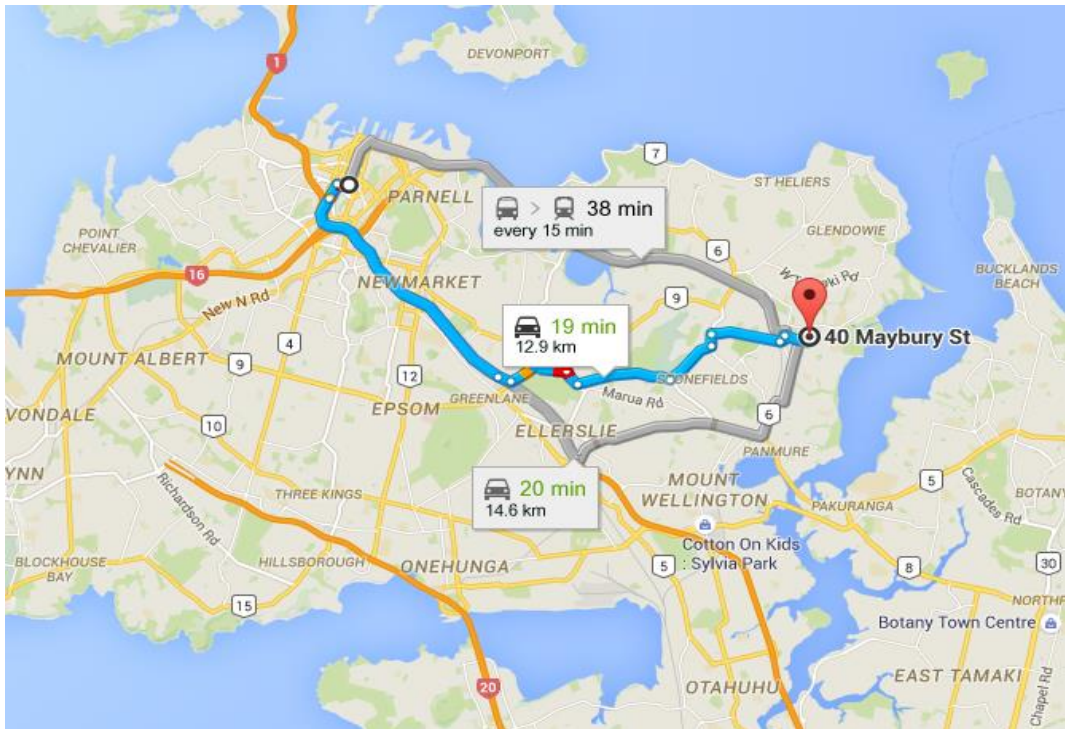 DEVONPORT
1
7
ST HELIERS
PARNELL
38 min
every 15 min
POINT
CHEVALIER
GLENDOWIE
6
16
New N Rd
NEWMARKET
9
BUCKLANDS
BEACH
19 min
12.9 km
40 Maybury St
MOUNT ALBERT
4
9
12
STONEFIELDS
GREENLANE
Marua Rd
VONDALE
EPSOM
6
10
ELLERSLIE
PANMURE
YNN
20 min
14.6 km
MOUNT
WELLINGTON
5
Cascades Rd
BOTANY
THREE KINGS
PAKURANGA
Richardson Rd
Cotton On Kids
: Sylvia Park
BLOCKHOUSE
BAY
HILLSBOROUGH
ONEHUNGA
5
8
30
15
NORTHP
Botany Town Centre
EAST TAMAKI
20
OTAHUHU
Chapel Rd